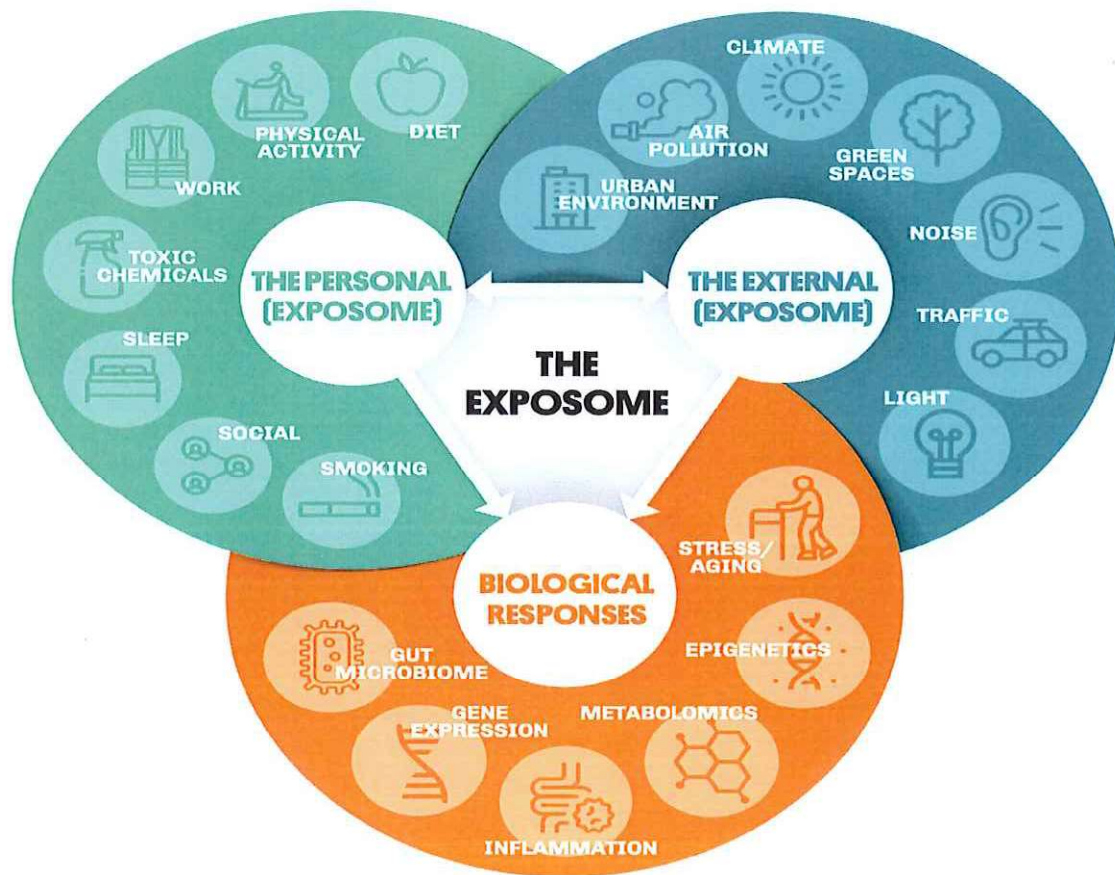 DIET
PHYSICAL
ACTIVITY
WORK
TOXIC
CHEMICALS
SLEEP
SOCIAL
SMOKING
THE PERSONAL
(EXPOSOME)
CLIMATE
AIR
POLLUTION
URBAN
ENVIRONMENT
GREEN
SPACES
NOISE
TRAFFIC
LIGHT
THE EXTERNAL
(EXPOSOME)
THE
EXPOSOME
BIOLOGICAL
RESPONSES
STRESS/
AGING
EPIGENETICS
METABOLOMICS
INFLAMMATION
GENE
EXPRESSION
GUT
MICROBIOME